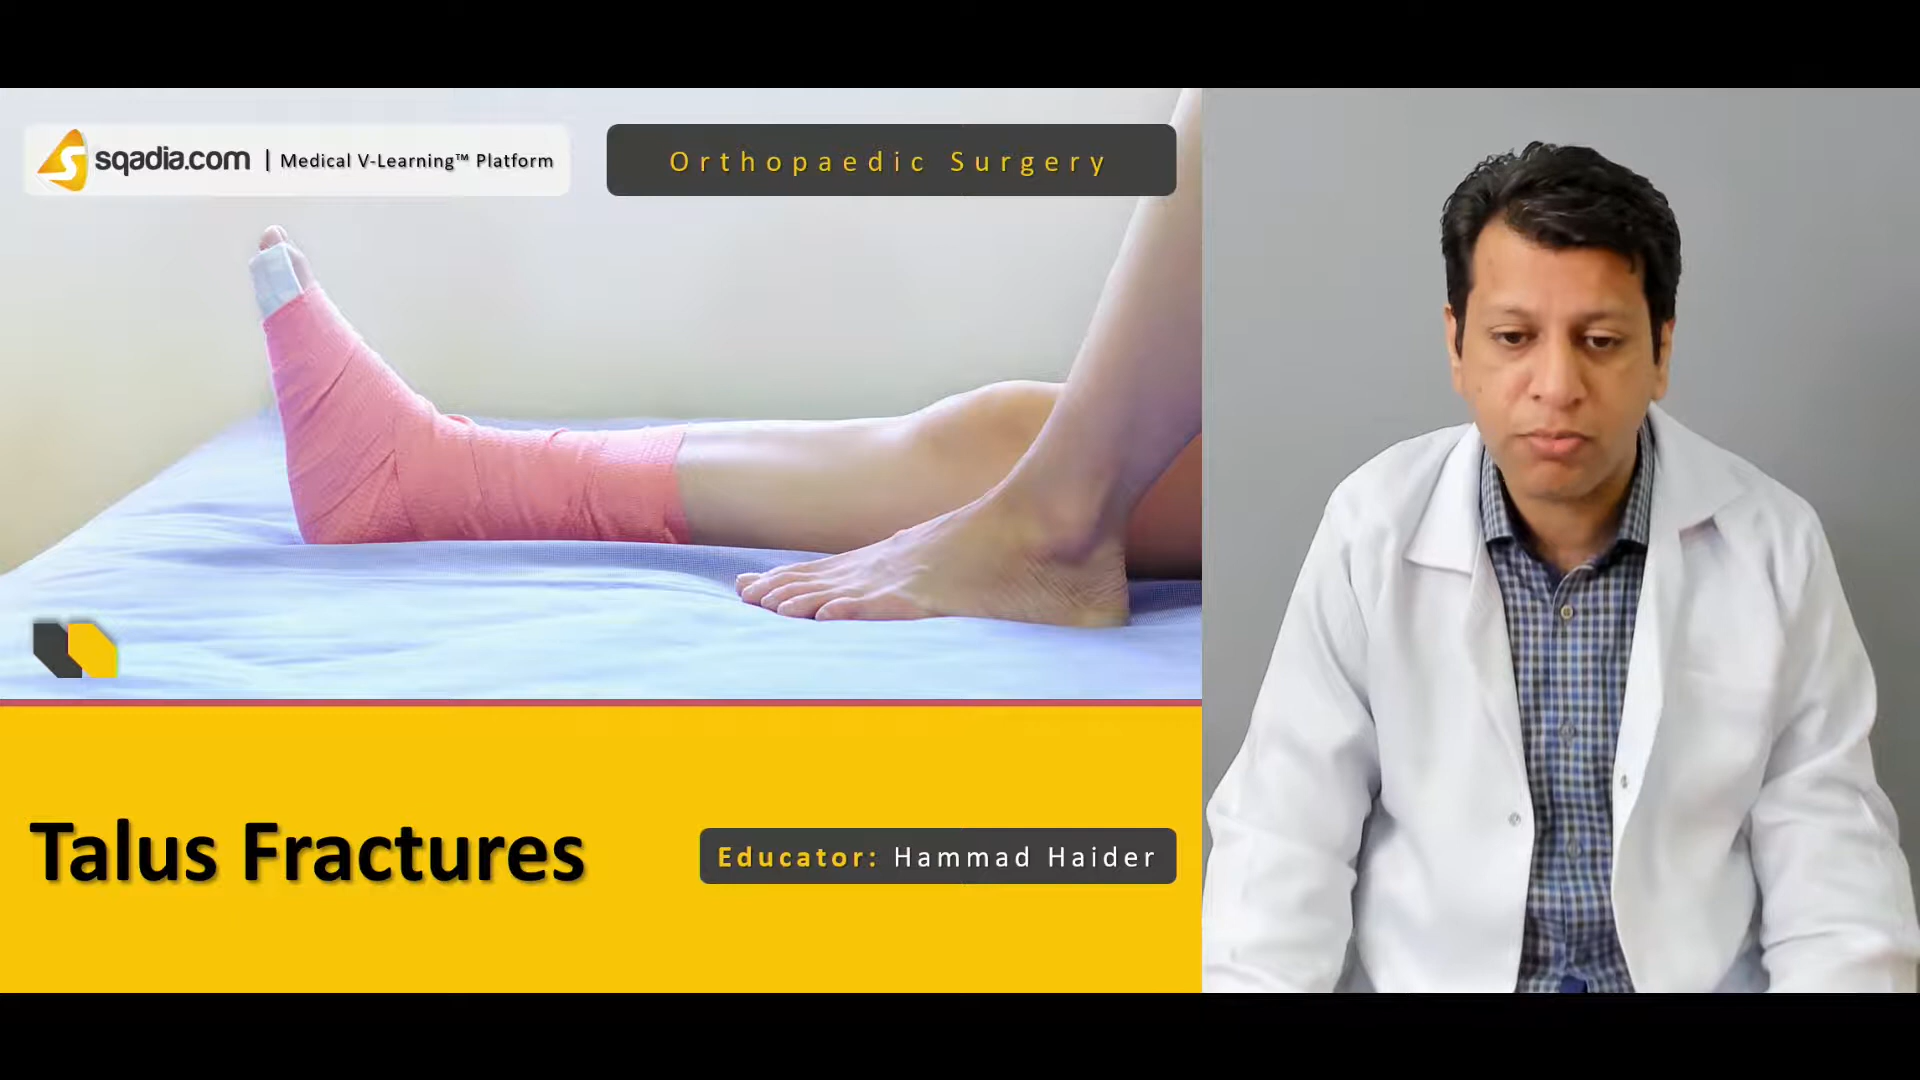 sqadia.com | Medical V-Learning™ Platform
Orthopaedic Surgery
Talus Fractures
Educator: Hammad Haider